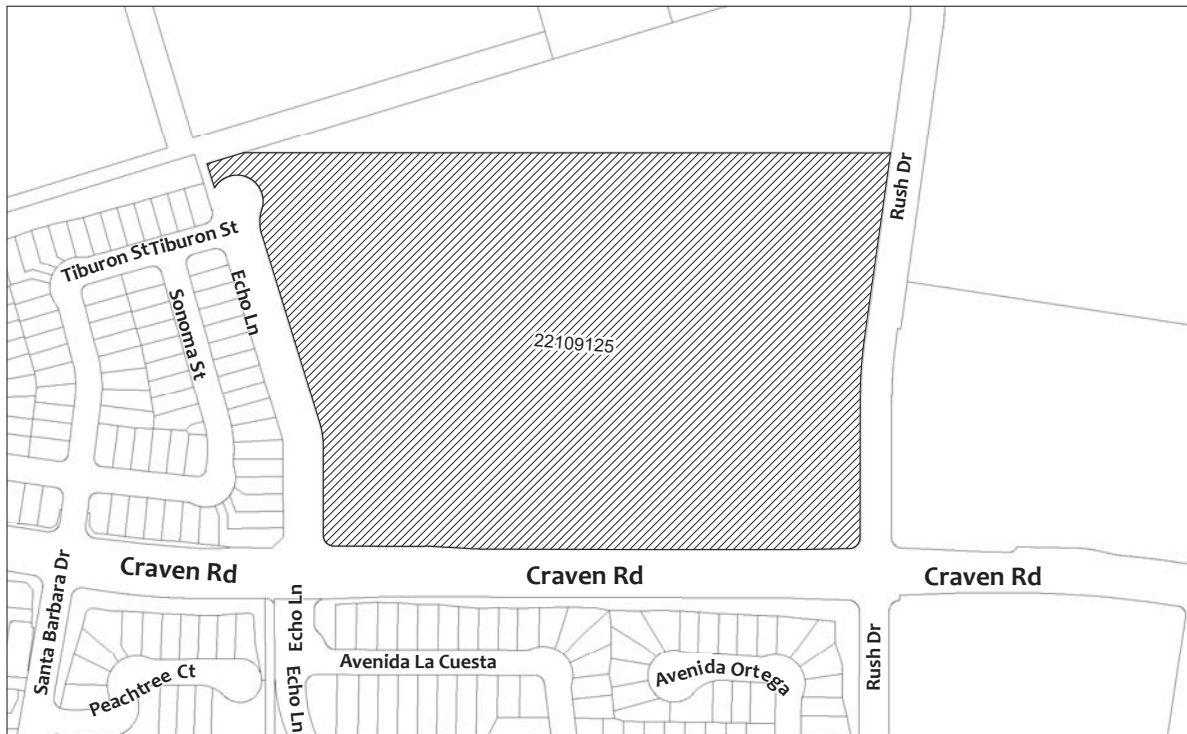 Rush Dr
Tiburon St
Tiburon St
Echo Ln
Sonoma St
22109125
Craven Rd
Craven Rd
Craven Rd
Santa Barbara Dr
Echo Ln
Echo Ln
Avenida La Cuesta
Avenida Ortega
Rush Dr
Peachtree Ct